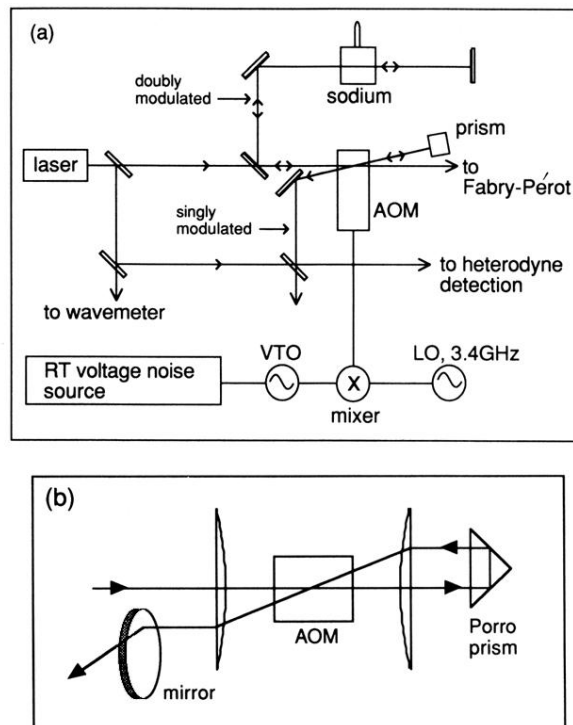 (a)
doubly
modulated
sodium
prism
laser
to
Fabry-Pérot
AOM
singly
modulated
to heterodyne
detection
to wavemeter
VTO
LO, 3.4GHz
RT voltage noise
source
X
mixer
(b)
AOM
Porro
prism
mirror